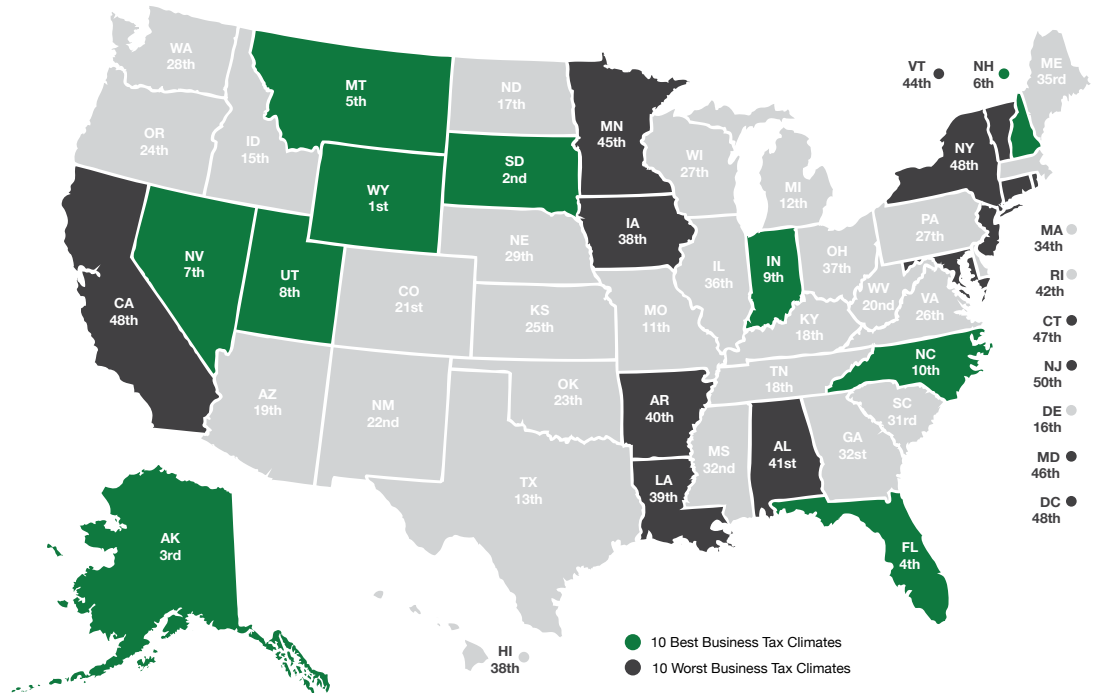 WA
28th
MT
5th
ND
17th
MN
45th
VT
44th
NH
6th
ME
35rd
OR
24th
ID
15th
SD
2nd
WI
27th
MI
12th
NY
48th
WY
1st
IA
38th
PA
27th
MA
34th
NV
7th
UT
8th
NE
29th
IL
36th
IN
9th
OH
37th
RI
42th
CA
48th
CO
21st
KS
25th
MO
11th
WV
20nd
VA
26th
KY
18th
CT
47th
NC
10th
NJ
50th
AZ
19th
NM
22nd
OK
23th
AR
40th
TN
18th
SC
31rd
DE
16th
TX
13th
LA
39th
MS
32nd
AL
41st
GA
32st
MD
46th
DC
48th
AK
3rd
FL
4th
HI
38th
10 Best Business Tax Climates
10 Worst Business Tax Climates